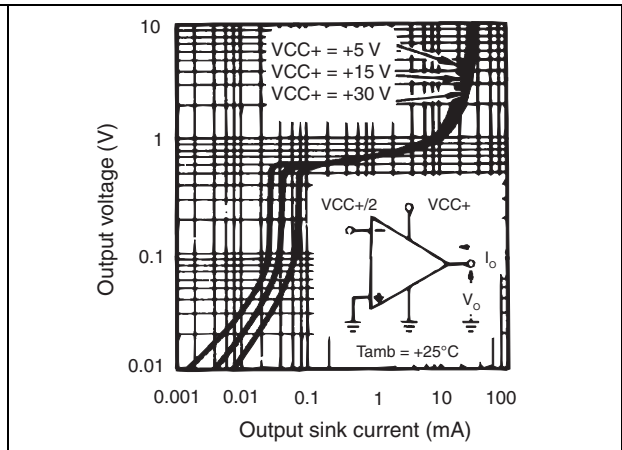 10
VCC+ = +5 V
VCC+ = +15 V
VCC+ = +30 V
1
Output voltage (V)
VCC+/2
VCC+
−
+
0.1
IO
VO
0.01
Tamb = +25°C
0.001
0.01
0.1
1
10
100
Output sink current (mA)